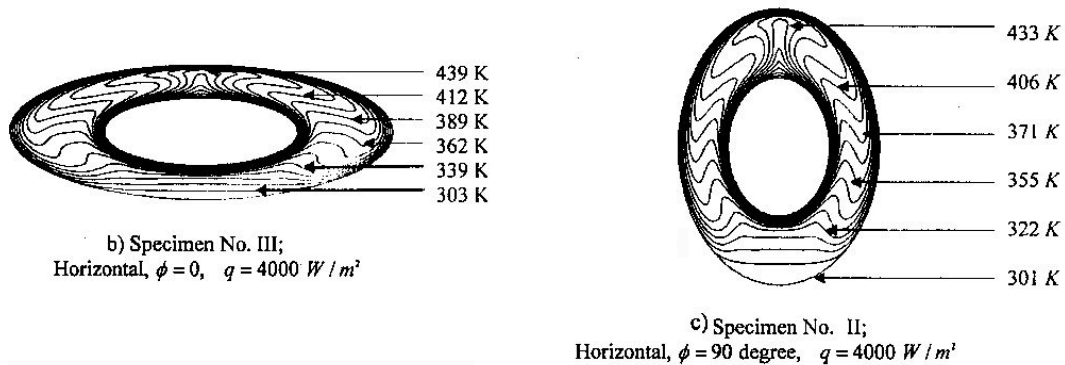 439 K
412 K
389 K
362 K
339 K
303 K
b) Specimen No. III;
Horizontal, ϕ = 0, q = 4000 W / m²
433 K
406 K
371 K
355 K
322 K
301 K
c) Specimen No. II;
Horizontal, ϕ = 90 degree, q = 4000 W / m²